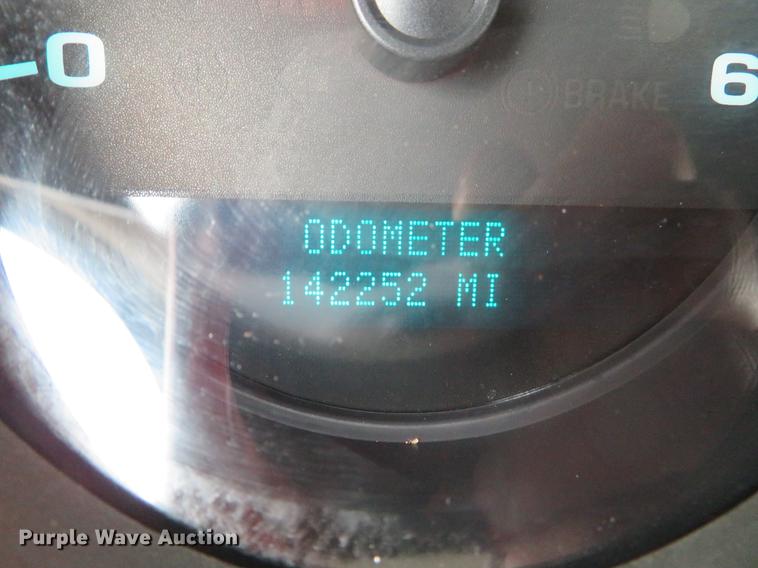 0
BRAKE
6
ODOMETER
142252 MI
Purple Wave Auction